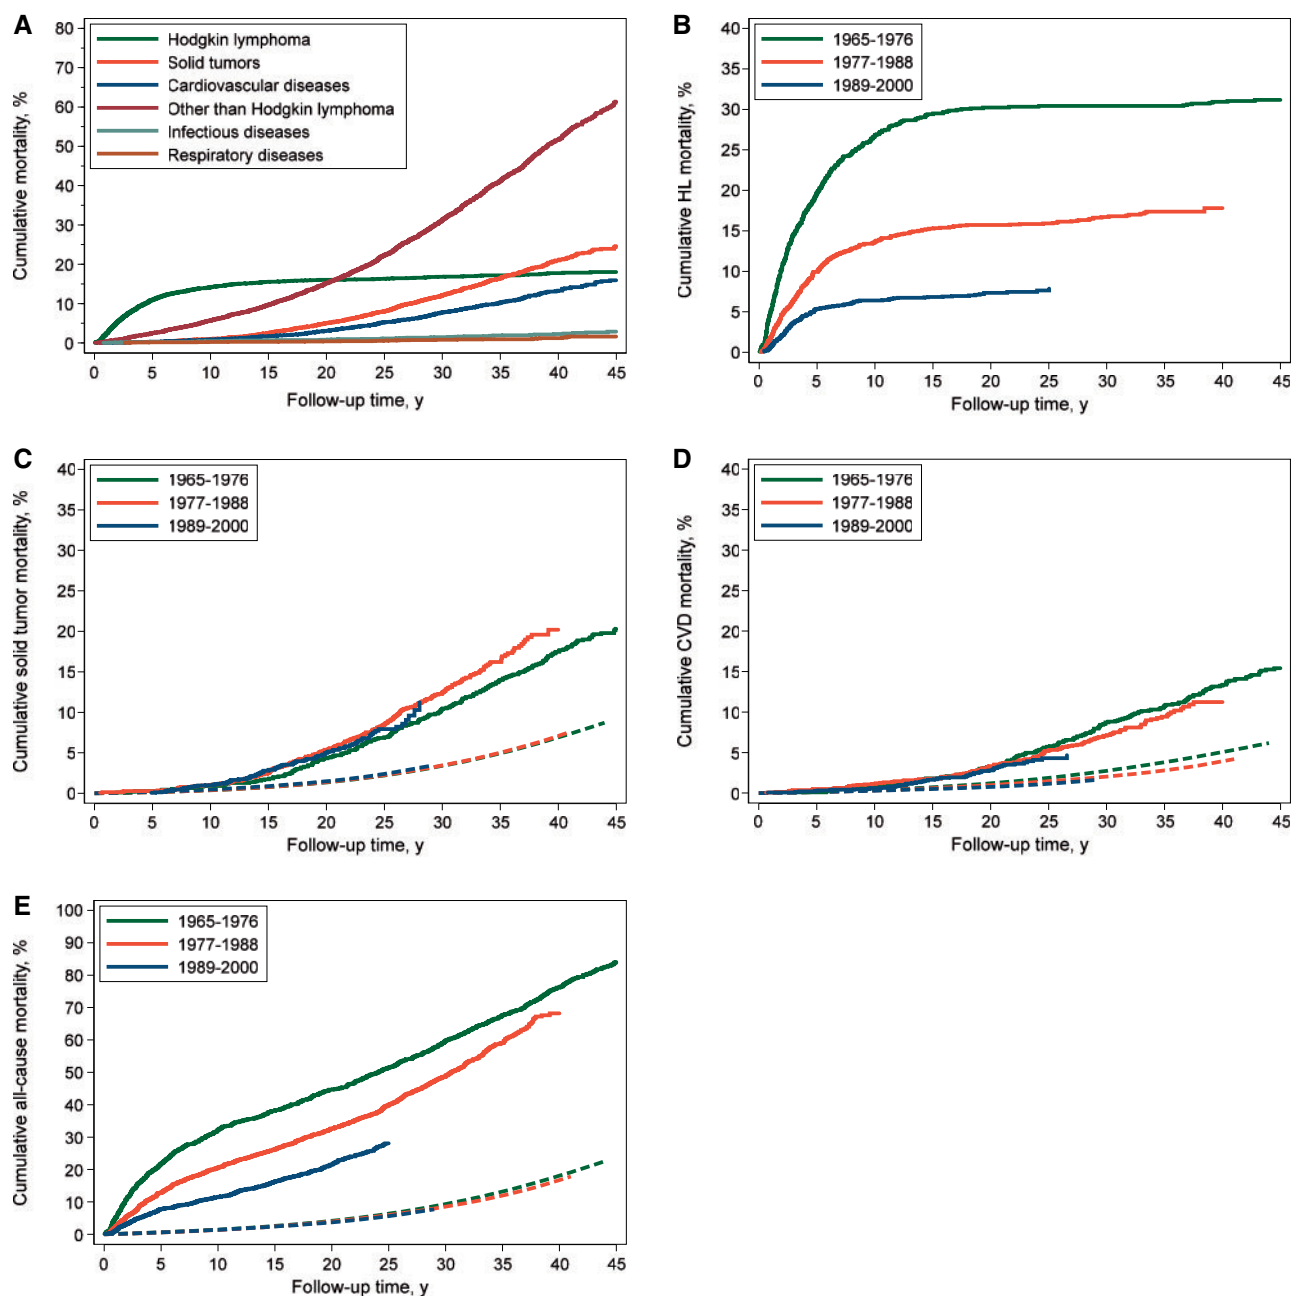 A
Cumulative mortality, %
80
70
60
50
40
30
20
10
0
Hodgkin lymphoma
Solid tumors
Cardiovascular diseases
Other than Hodgkin lymphoma
Infectious diseases
Respiratory diseases
0 5 10 15 20 25 30 35 40 45
Follow-up time, y
B
Cumulative HL mortality, %
40
35
30
25
20
15
10
5
0
1965-1976
1977-1988
1989-2000
0 5 10 15 20 25 30 35 40 45
Follow-up time, y
C
Cumulative solid tumor mortality, %
40
35
30
25
20
15
10
5
0
1965-1976
1977-1988
1989-2000
0 5 10 15 20 25 30 35 40 45
Follow-up time, y
D
Cumulative CVD mortality, %
40
35
30
25
20
15
10
5
0
1965-1976
1977-1988
1989-2000
0 5 10 15 20 25 30 35 40 45
Follow-up time, y
E
Cumulative all-cause mortality, %
100
90
80
70
60
50
40
30
20
10
0
1965-1976
1977-1988
1989-2000
0 5 10 15 20 25 30 35 40 45
Follow-up time, y